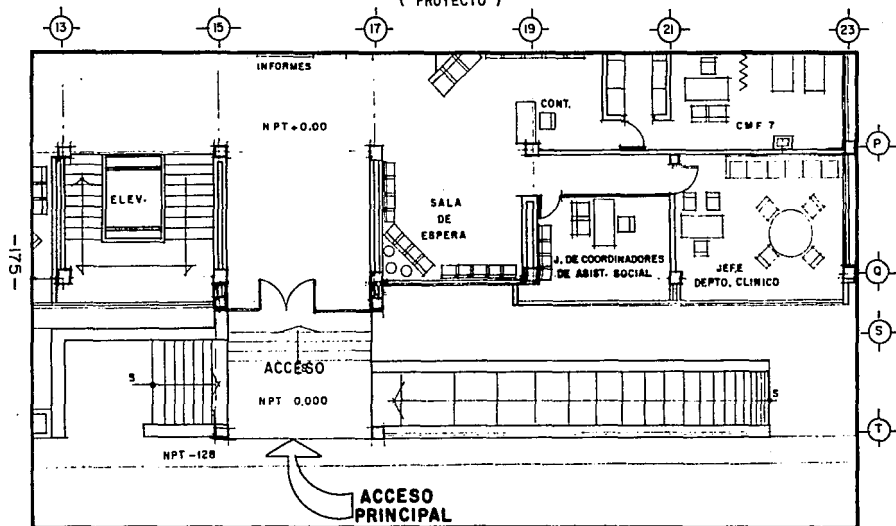 ( PROYECTO )
13
15
17
19
21
23
INFORMES
NPT+0.00
CONT.
CMF 7
P
ELEV.
SALA
DE
ESPERA
J. DE COORDINADORES
DE ASIST. SOCIAL
JEFE
DEPTO. CLINICO
Q
-175-
S
ACCESO
S
NPT 0,000
S
S
T
NPT -128
ACCESO
PRINCIPAL